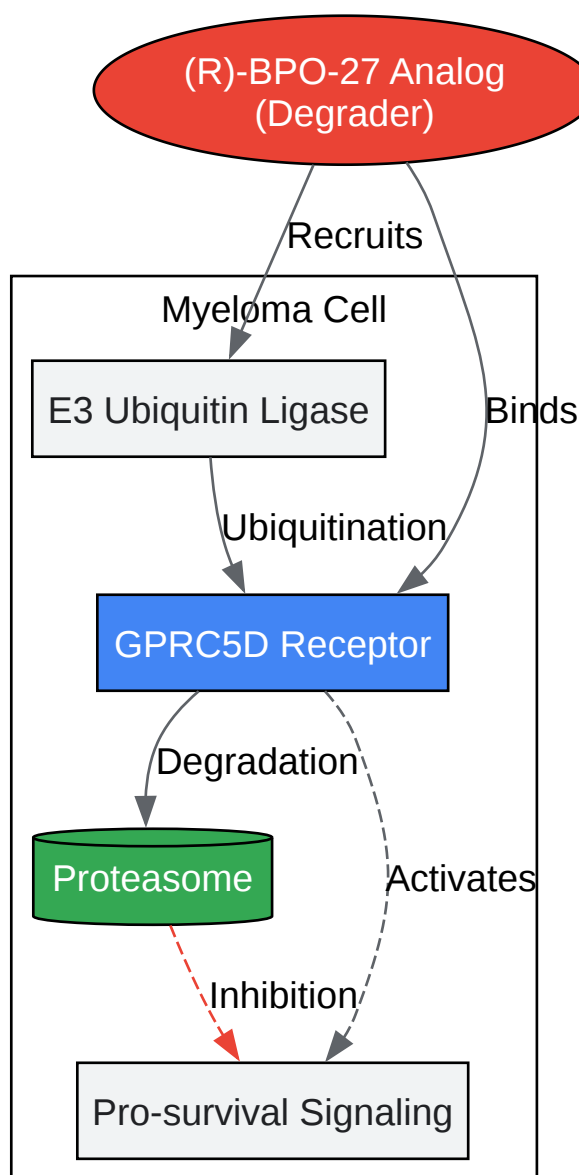 (R)-BPO-27 Analog
(Degrader)
Recruits
Myeloma Cell
E3 Ubiquitin Ligase
Binds
Ubiquitination
GPRC5D Receptor
Degradation
Proteasome
Activates
Inhibition
Pro-survival Signaling